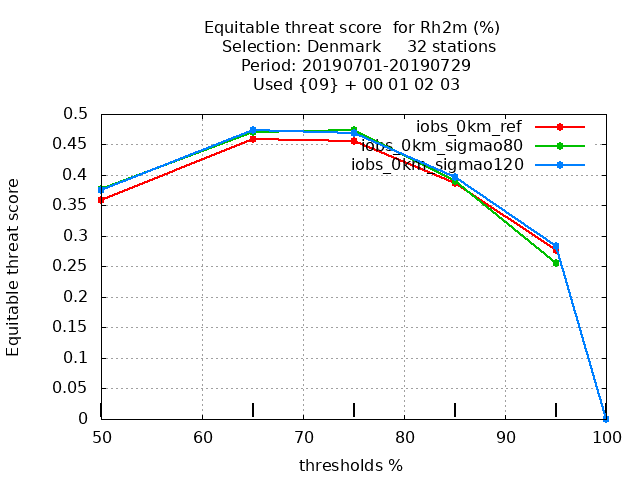 Equitable threat score  for Rh2m (%)
Selection: Denmark     32 stations
Period: 20190701-20190729
Used {09} + 00 01 02 03
iobs_0km_ref
iobs_0km_sigmao80
iobs_0km_sigmao120
Equitable threat score
0.5
0.45
0.4
0.35
0.3
0.25
0.2
0.15
0.1
0.05
0
50 60 70 80 90 100
thresholds %